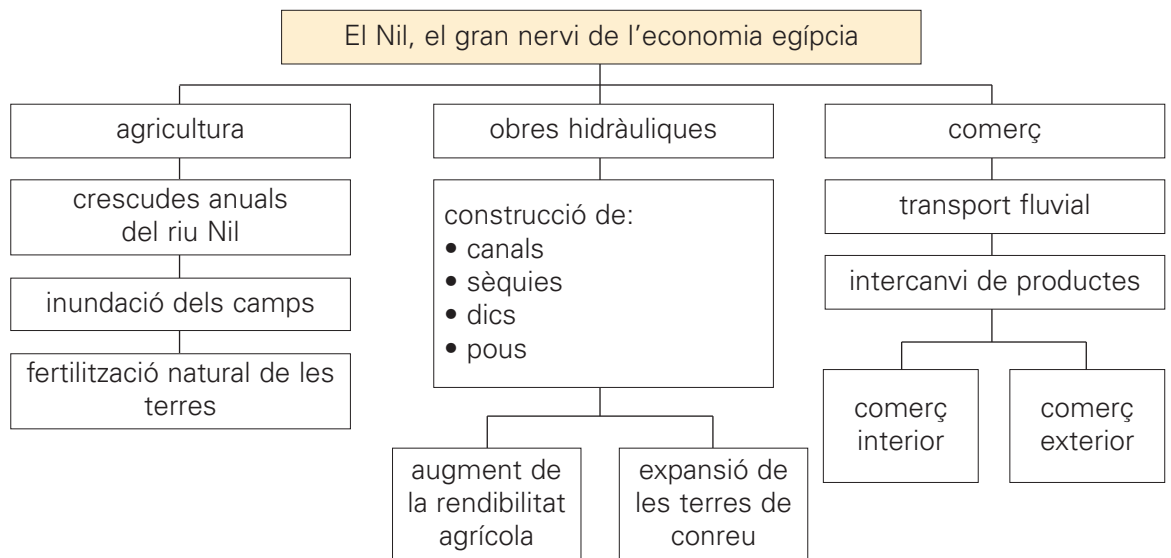 El Nil, el gran nervi de l’economia egípcia
agricultura
crescudes anuals
del riu Nil
inundació dels camps
fertilització natural de les
terres
obres hidràuliques
construcció de:
• canals
• sèquies
• dics
• pous
augment de
la rendibilitat
agrícola
expansió de
les terres de
conreu
comerç
transport fluvial
intercanvi de productes
comerç
interior
comerç
exterior